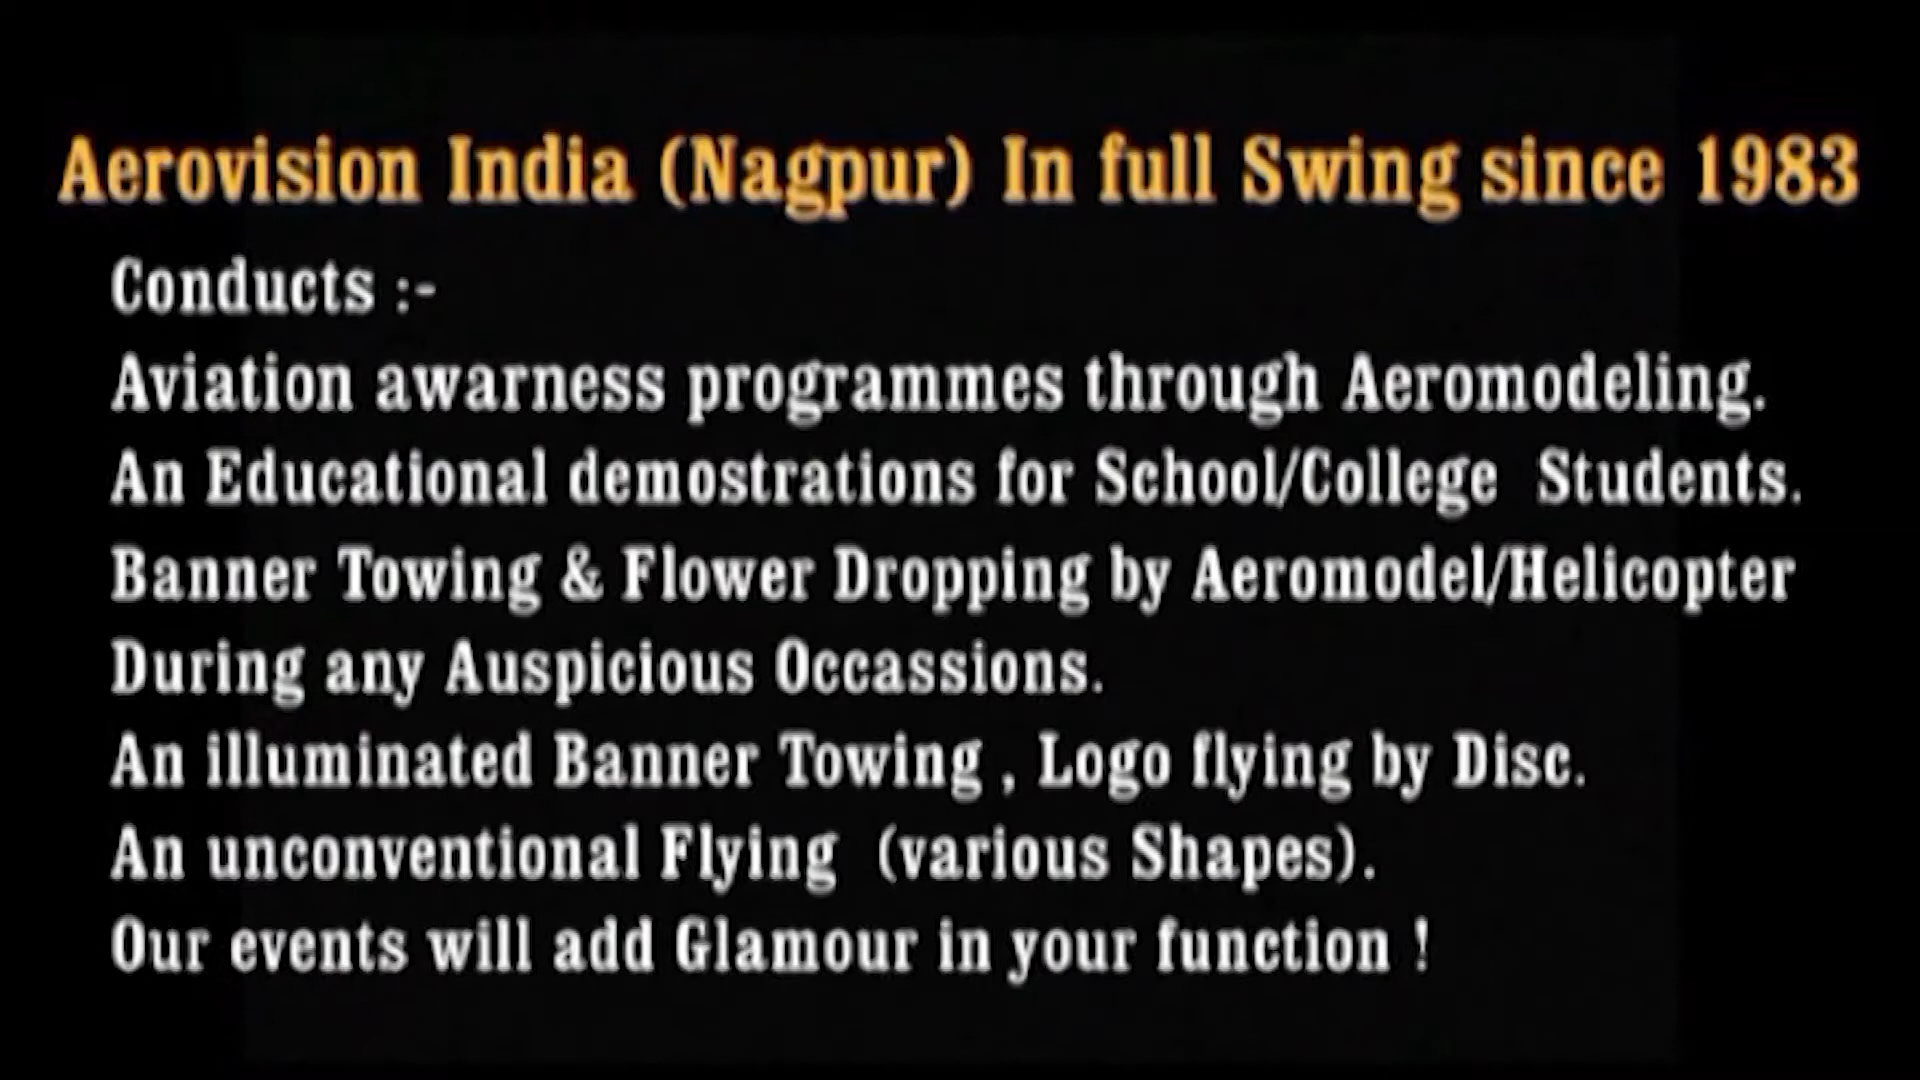 Aerovision India (Nagpur) In full Swing since 1983
Conducts :-
Aviation awarness programmes through Aeromodeling.
An Educational demostrations for School/College Students.
Banner Towing & Flower Dropping by Aeromodel/Helicopter
During any Auspicious Occassions.
An illuminated Banner Towing , Logo flying by Disc.
An unconventional Flying (various Shapes).
Our events will add Glamour in your function !